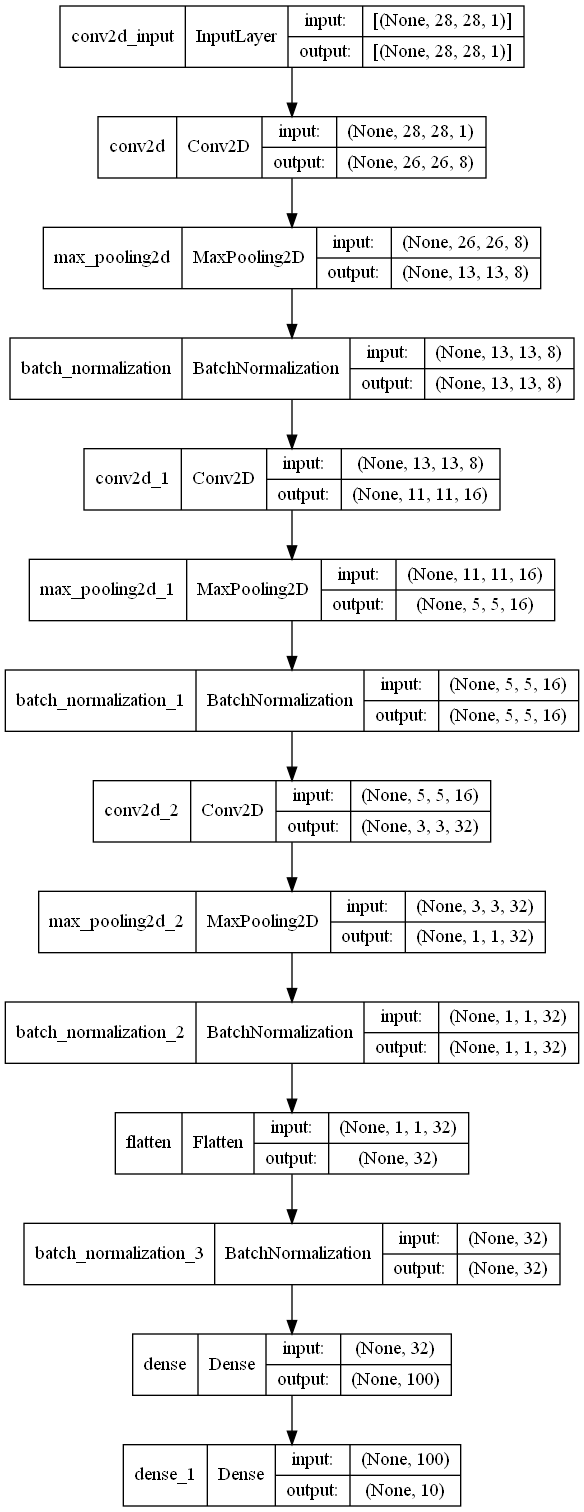 conv2d_input InputLayer input: [(None, 28, 28, 1)]
output: [(None, 28, 28, 1)]
conv2d Conv2D input: (None, 28, 28, 1)
output: (None, 26, 26, 8)
max_pooling2d MaxPooling2D input: (None, 26, 26, 8)
output: (None, 13, 13, 8)
batch_normalization BatchNormalization input: (None, 13, 13, 8)
output: (None, 13, 13, 8)
conv2d_1 Conv2D input: (None, 13, 13, 8)
output: (None, 11, 11, 16)
max_pooling2d_1 MaxPooling2D input: (None, 11, 11, 16)
output: (None, 5, 5, 16)
batch_normalization_1 BatchNormalization input: (None, 5, 5, 16)
output: (None, 5, 5, 16)
conv2d_2 Conv2D input: (None, 5, 5, 16)
output: (None, 3, 3, 32)
max_pooling2d_2 MaxPooling2D input: (None, 3, 3, 32)
output: (None, 1, 1, 32)
batch_normalization_2 BatchNormalization input: (None, 1, 1, 32)
output: (None, 1, 1, 32)
flatten Flatten input: (None, 1, 1, 32)
output: (None, 32)
batch_normalization_3 BatchNormalization input: (None, 32)
output: (None, 32)
dense Dense input: (None, 32)
output: (None, 100)
dense_1 Dense input: (None, 100)
output: (None, 10)